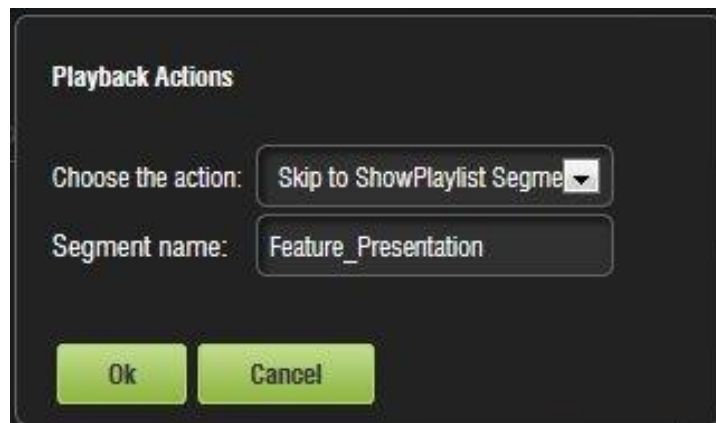 Playback Actions
Choose the action: Skip to ShowPlaylist Segme
Segment name: Feature_Presentation
Ok Cancel